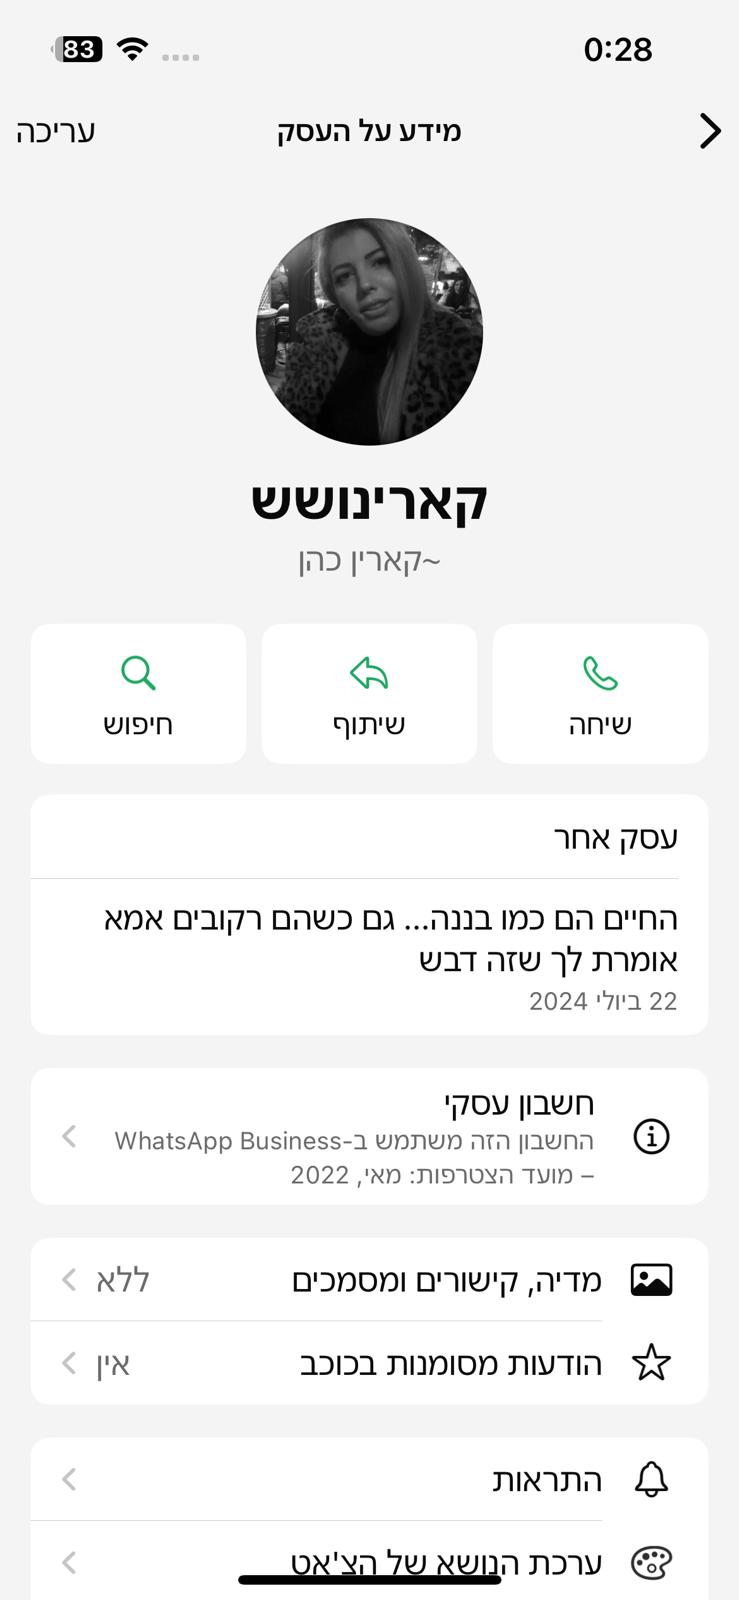 0:28
83
מידע על העסק
עריכה
קארינושש
~קארין כהן
שיחה
שיתוף
חיפוש
עסק אחר
החיים הם כמו בננה... גם כשהם רקובים אמא
אומרת לך שזה דבש
22 ביולי 2024
חשבון עסקי
החשבון הזה משתמש ב-WhatsApp Business
– מועד הצטרפות: מאי, 2022
מדיה, קישורים ומסמכים
ללא
הודעות מסומנות בכוכב
אין
התראות
ערכת הנושא של הצ'אט